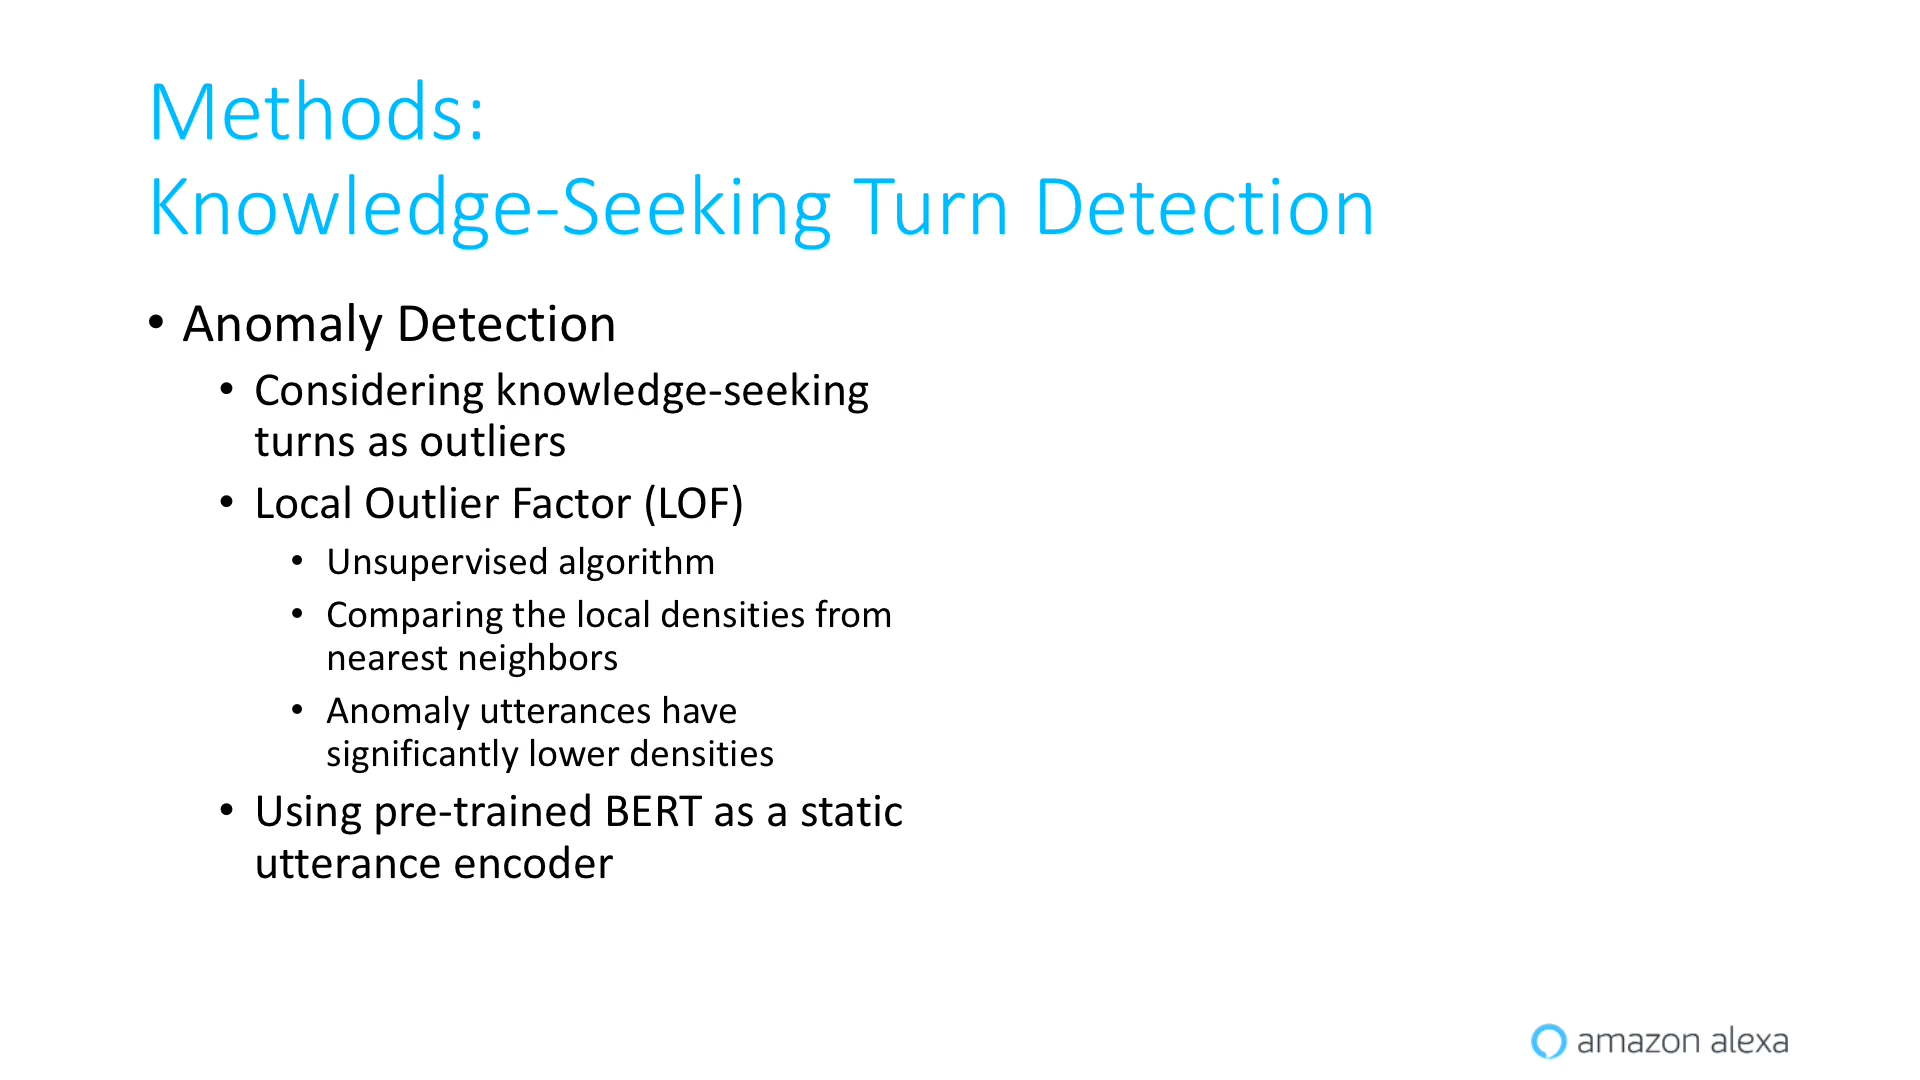 Methods:
Knowledge-Seeking Turn Detection
• Anomaly Detection
• Considering knowledge-seeking
turns as outliers
• Local Outlier Factor (LOF)
• Unsupervised algorithm
• Comparing the local densities from
nearest neighbors
• Anomaly utterances have
significantly lower densities
• Using pre-trained BERT as a static
utterance encoder
amazon alexa